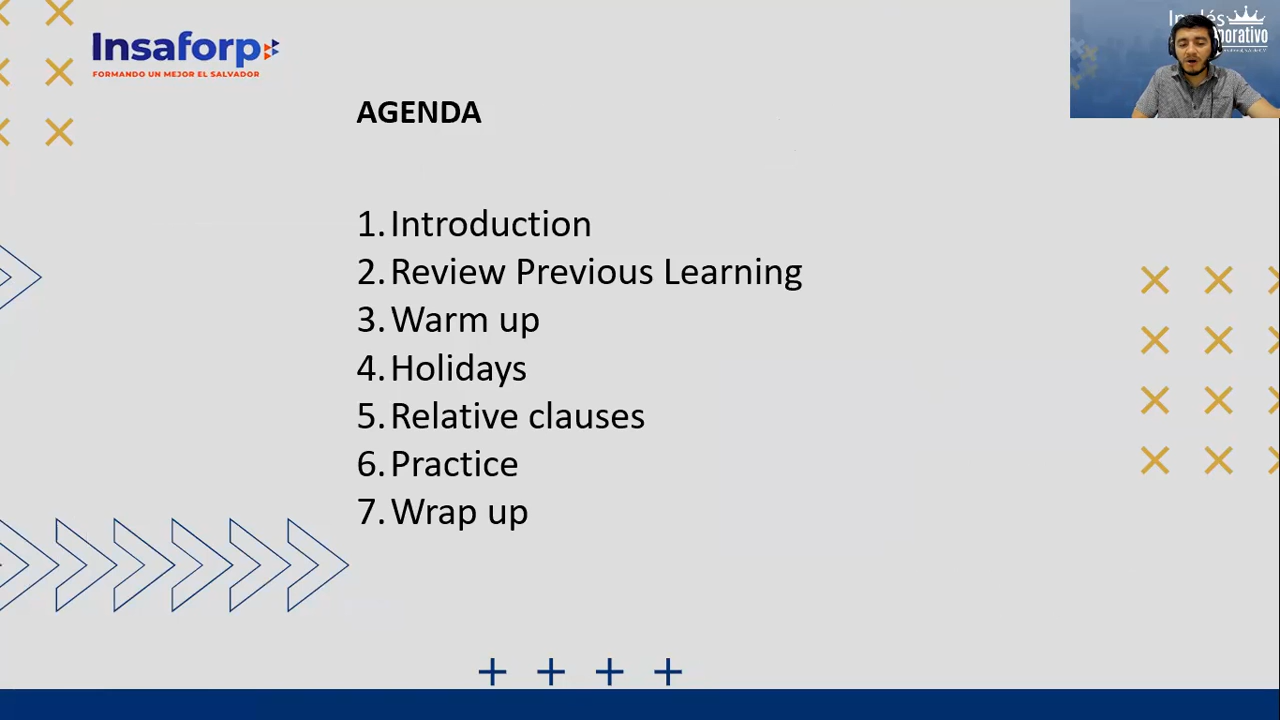 Insaforp
FORMANDO UN MEJOR EL SALVADOR
AGENDA
1. Introduction
2. Review Previous Learning
3. Warm up
4. Holidays
5. Relative clauses
6. Practice
7. Wrap up